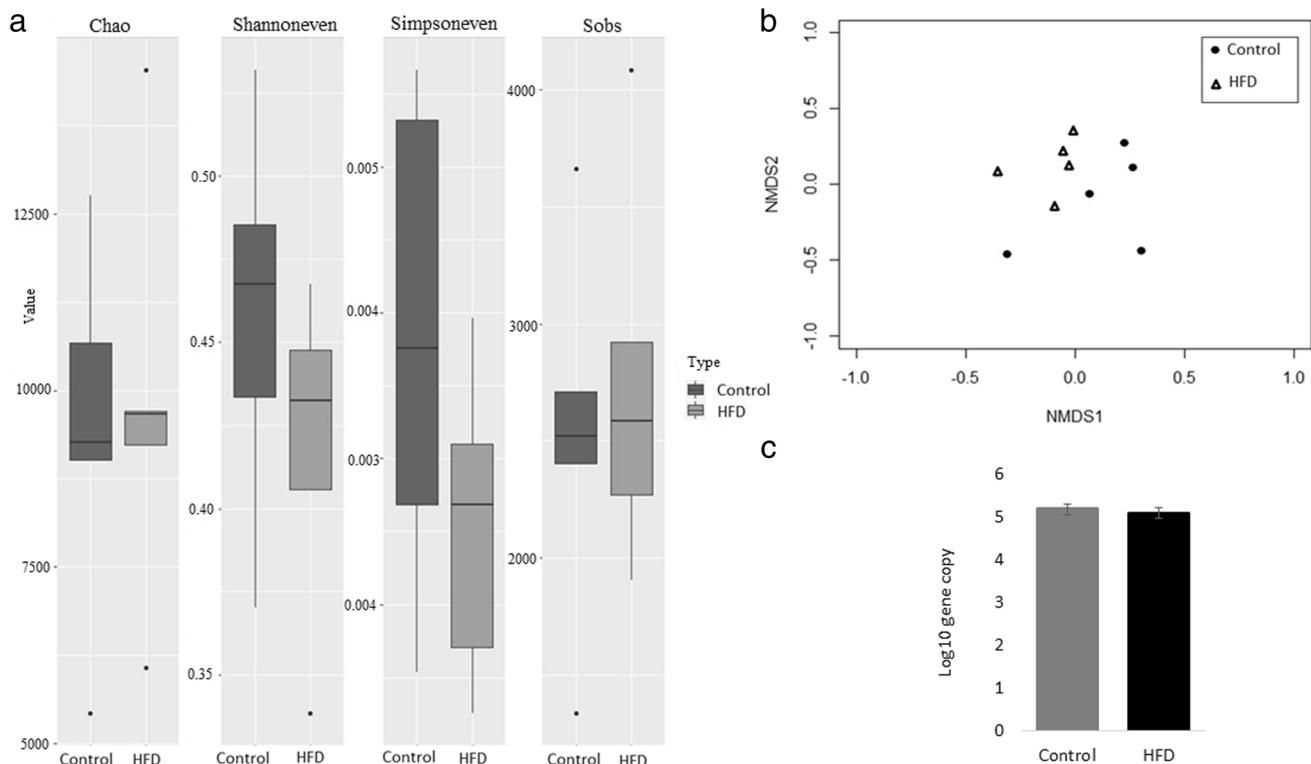 a
Chao
Shannoneven
Simpsoneven
Sobs
Value
12500
10000
7500
5000
0.50
0.45
0.40
0.35
0.005
0.004
0.003
0.004
4000
3000
2000
Control
HFD
Control
HFD
Control
HFD
Control
HFD
Type
Control
HFD
b
Control
HFD
NMDS2
1.0
0.5
0.0
-0.5
-1.0
-1.0
-0.5
0.0
0.5
1.0
NMDS1
c
Log10 gene copy
6
5
4
3
2
1
0
Control
HFD